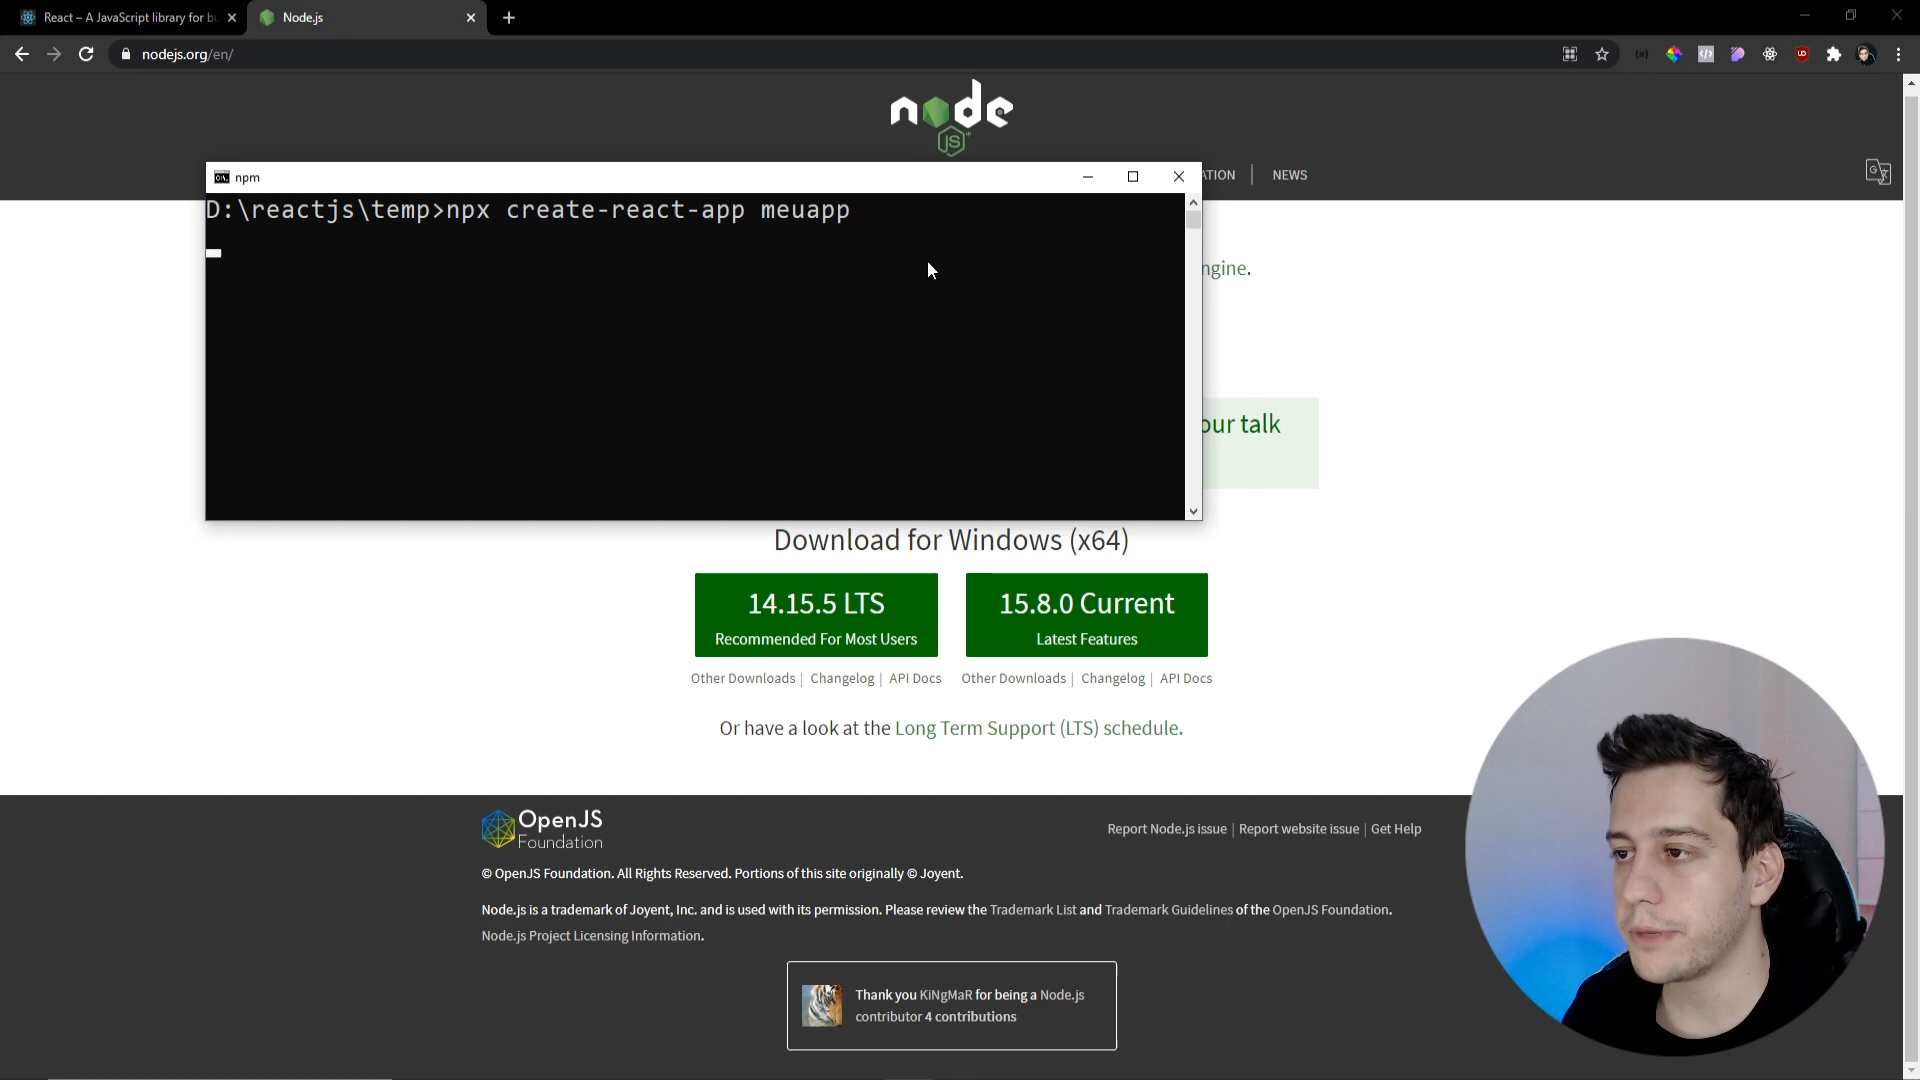 React – A JavaScript library for b
Node.js
nodejs.org/en/
node
JS
ATION | NEWS
npm
D:\reactjs\temp>npx create-react-app meuapp
ngine.
our talk
Download for Windows (x64)
14.15.5 LTS
Recommended For Most Users
15.8.0 Current
Latest Features
Other Downloads | Changelog | API Docs
Other Downloads | Changelog | API Docs
Or have a look at the Long Term Support (LTS) schedule.
OpenJS
Foundation
Report Node.js issue | Report website issue | Get Help
© OpenJS Foundation. All Rights Reserved. Portions of this site originally © Joyent.
Node.js is a trademark of Joyent, Inc. and is used with its permission. Please review the Trademark List and Trademark Guidelines of the OpenJS Foundation.
Node.js Project Licensing Information.
Thank you KiNgMaR for being a Node.js
contributor 4 contributions